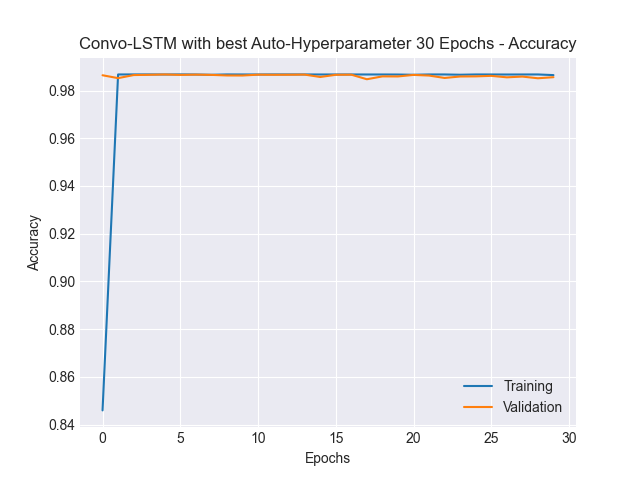 Convo-LSTM with best Auto-Hyperparameter 30 Epochs - Accuracy
0.98
0.96
0.94
0.92
0.90
0.88
0.86
0.84
Accuracy
Training
Validation
0 5 10 15 20 25 30
Epochs